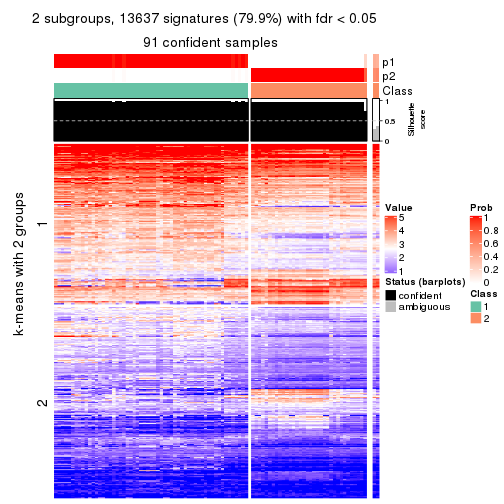 2 subgroups, 13637 signatures (79.9%) with fdr < 0.05
91 confident samples
p1
p2
Class
1
0.5
0
Silhouette
score
k-means with 2 groups
1
2
Value
5
4
3
2
1
Status (barplots)
confident
ambiguous
Prob
1
0.8
0.6
0.4
0.2
0
Class
1
2